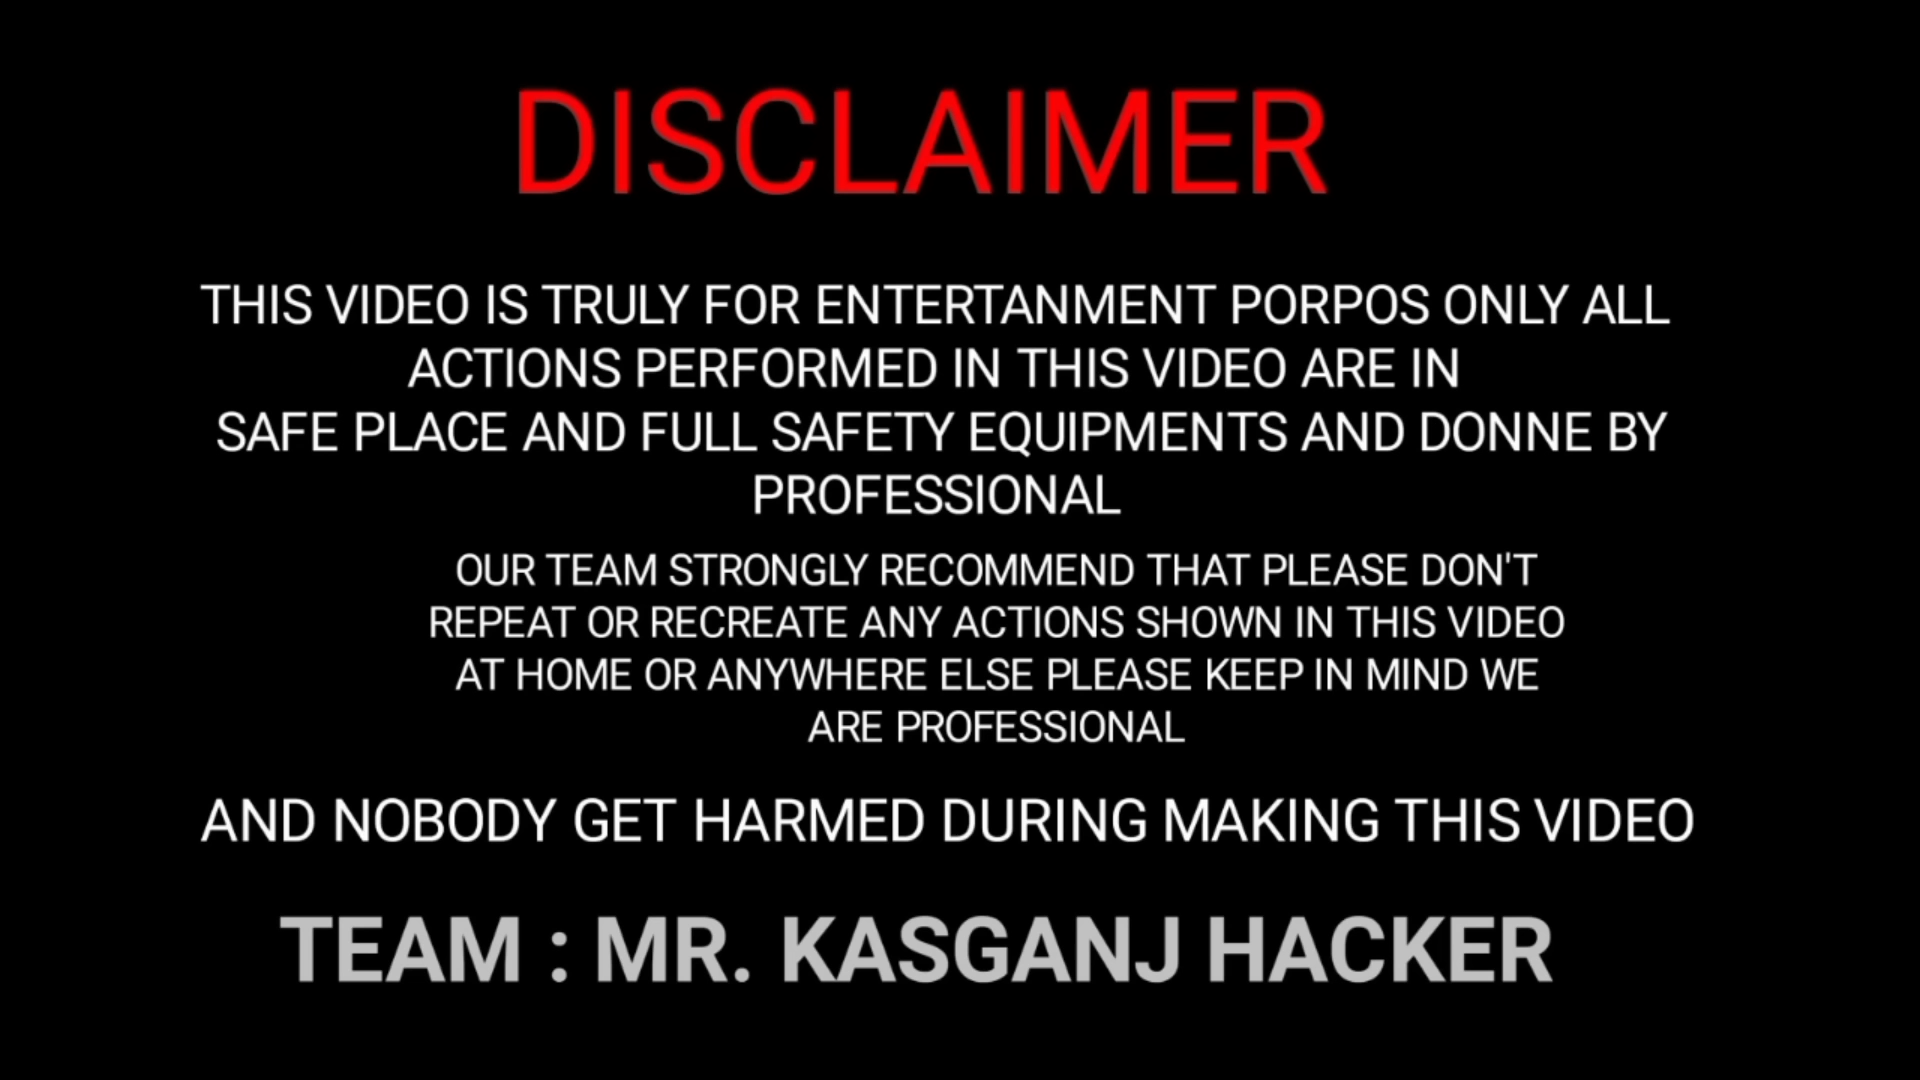 DISCLAIMER
THIS VIDEO IS TRULY FOR ENTERTANMENT PORPOS ONLY ALL
ACTIONS PERFORMED IN THIS VIDEO ARE IN
SAFE PLACE AND FULL SAFETY EQUIPMENTS AND DONNE BY
PROFESSIONAL
OUR TEAM STRONGLY RECOMMEND THAT PLEASE DON'T
REPEAT OR RECREATE ANY ACTIONS SHOWN IN THIS VIDEO
AT HOME OR ANYWHERE ELSE PLEASE KEEP IN MIND WE
ARE PROFESSIONAL
AND NOBODY GET HARMED DURING MAKING THIS VIDEO
TEAM : MR. KASGANJ HACKER